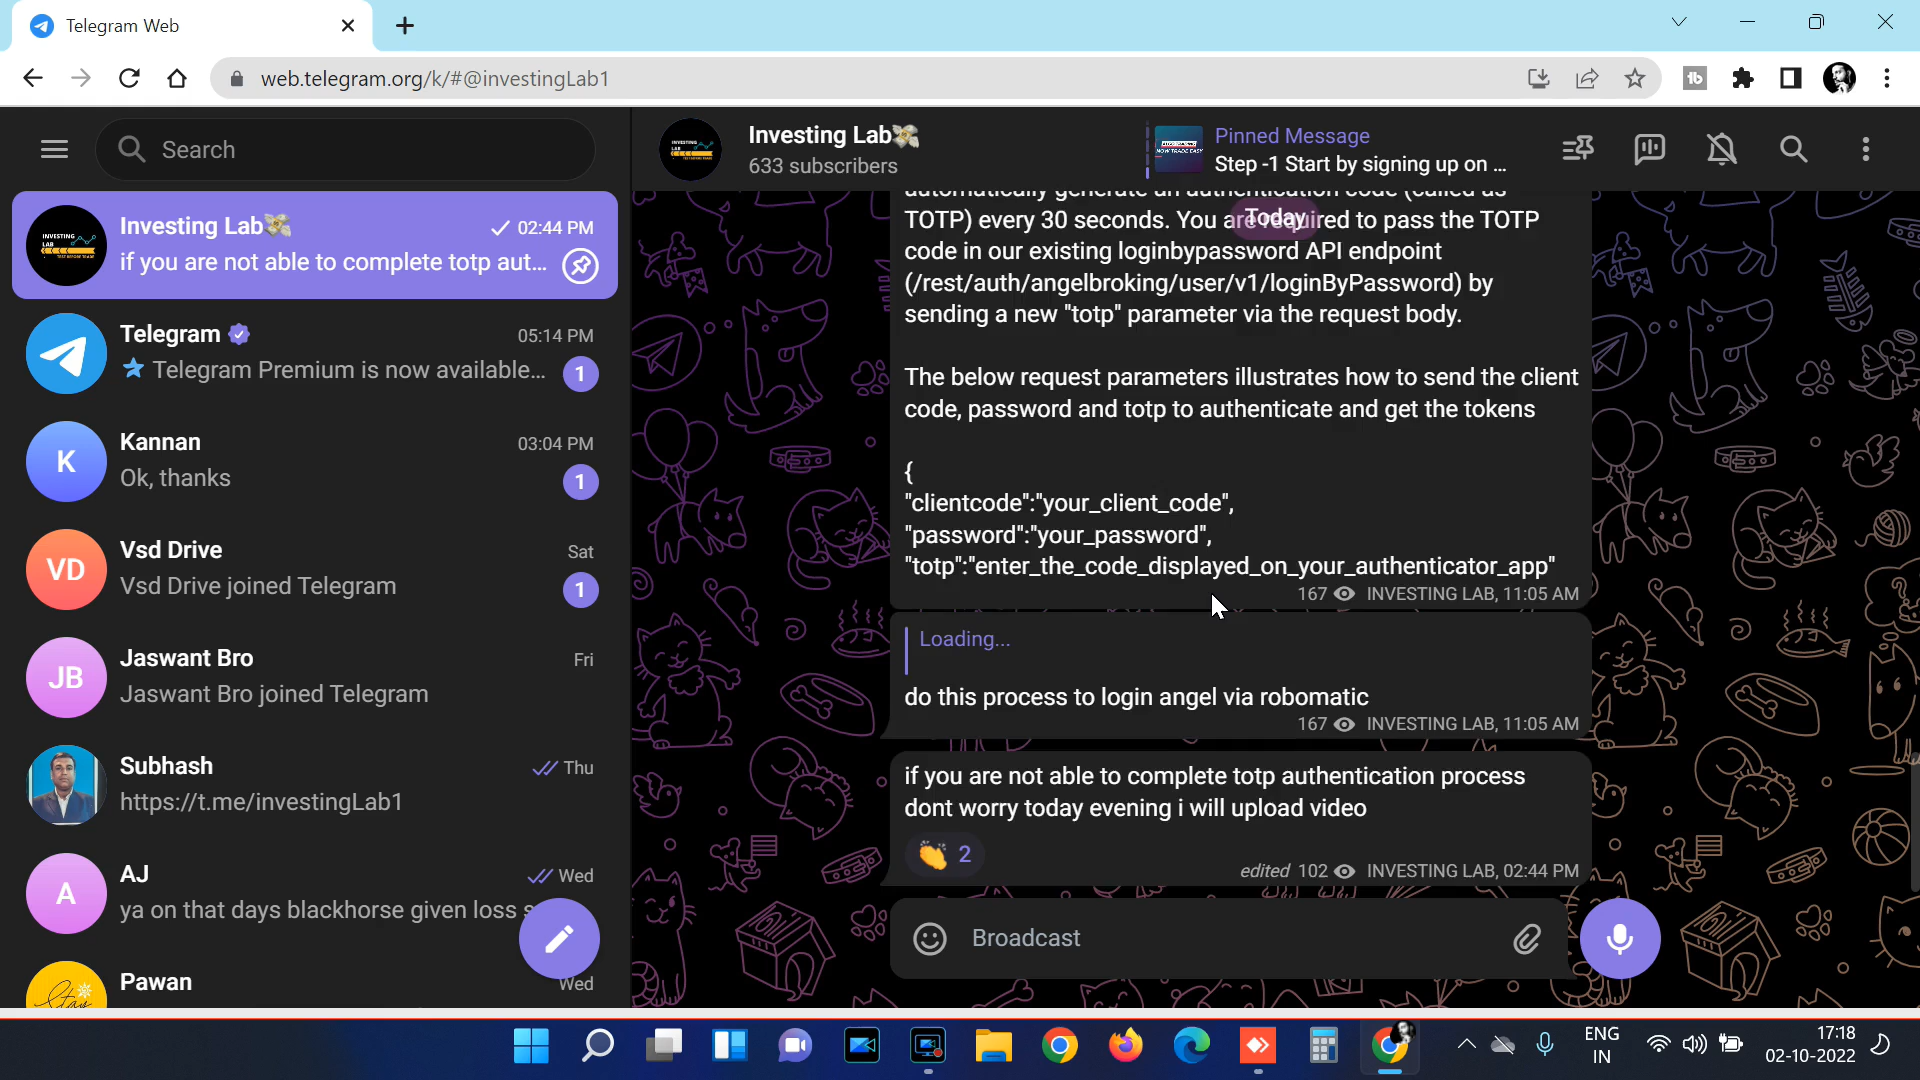 Telegram Web
web.telegram.org/k/#@investingLab1
Search
Investing Lab💸
633 subscribers
Pinned Message
Step -1 Start by signing up on ...
Investing Lab💸
02:44 PM
if you are not able to complete totp aut...
Telegram
05:14 PM
Telegram Premium is now available...
1
K
Kannan
03:04 PM
Ok, thanks
1
VD
Vsd Drive
Sat
Vsd Drive joined Telegram
1
JB
Jaswant Bro
Fri
Jaswant Bro joined Telegram
Subhash
Thu
https://t.me/investingLab1
A
AJ
Wed
ya on that days blackhorse given loss s
Pawan
Wed
Today
automatically generate an authentication code (called as
TOTP) every 30 seconds. You are required to pass the TOTP
code in our existing loginbypassword API endpoint
(/rest/auth/angelbroking/user/v1/loginByPassword) by
sending a new "totp" parameter via the request body.
The below request parameters illustrates how to send the client
code, password and totp to authenticate and get the tokens
{
"clientcode":"your_client_code",
"password":"your_password",
"totp":"enter_the_code_displayed_on_your_authenticator_app"
167 INVESTING LAB, 11:05 AM
Loading...
do this process to login angel via robomatic
167 INVESTING LAB, 11:05 AM
if you are not able to complete totp authentication process
dont worry today evening i will upload video
👏 2
edited 102 INVESTING LAB, 02:44 PM
Broadcast
ENG
IN
17:18
02-10-2022